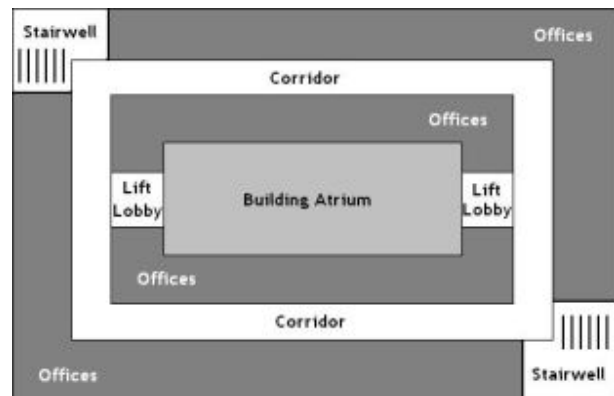 Stairwell
Offices
Corridor
Offices
Lift
Lobby
Building Atrium
Lift
Lobby
Offices
Corridor
Offices
Stairwell